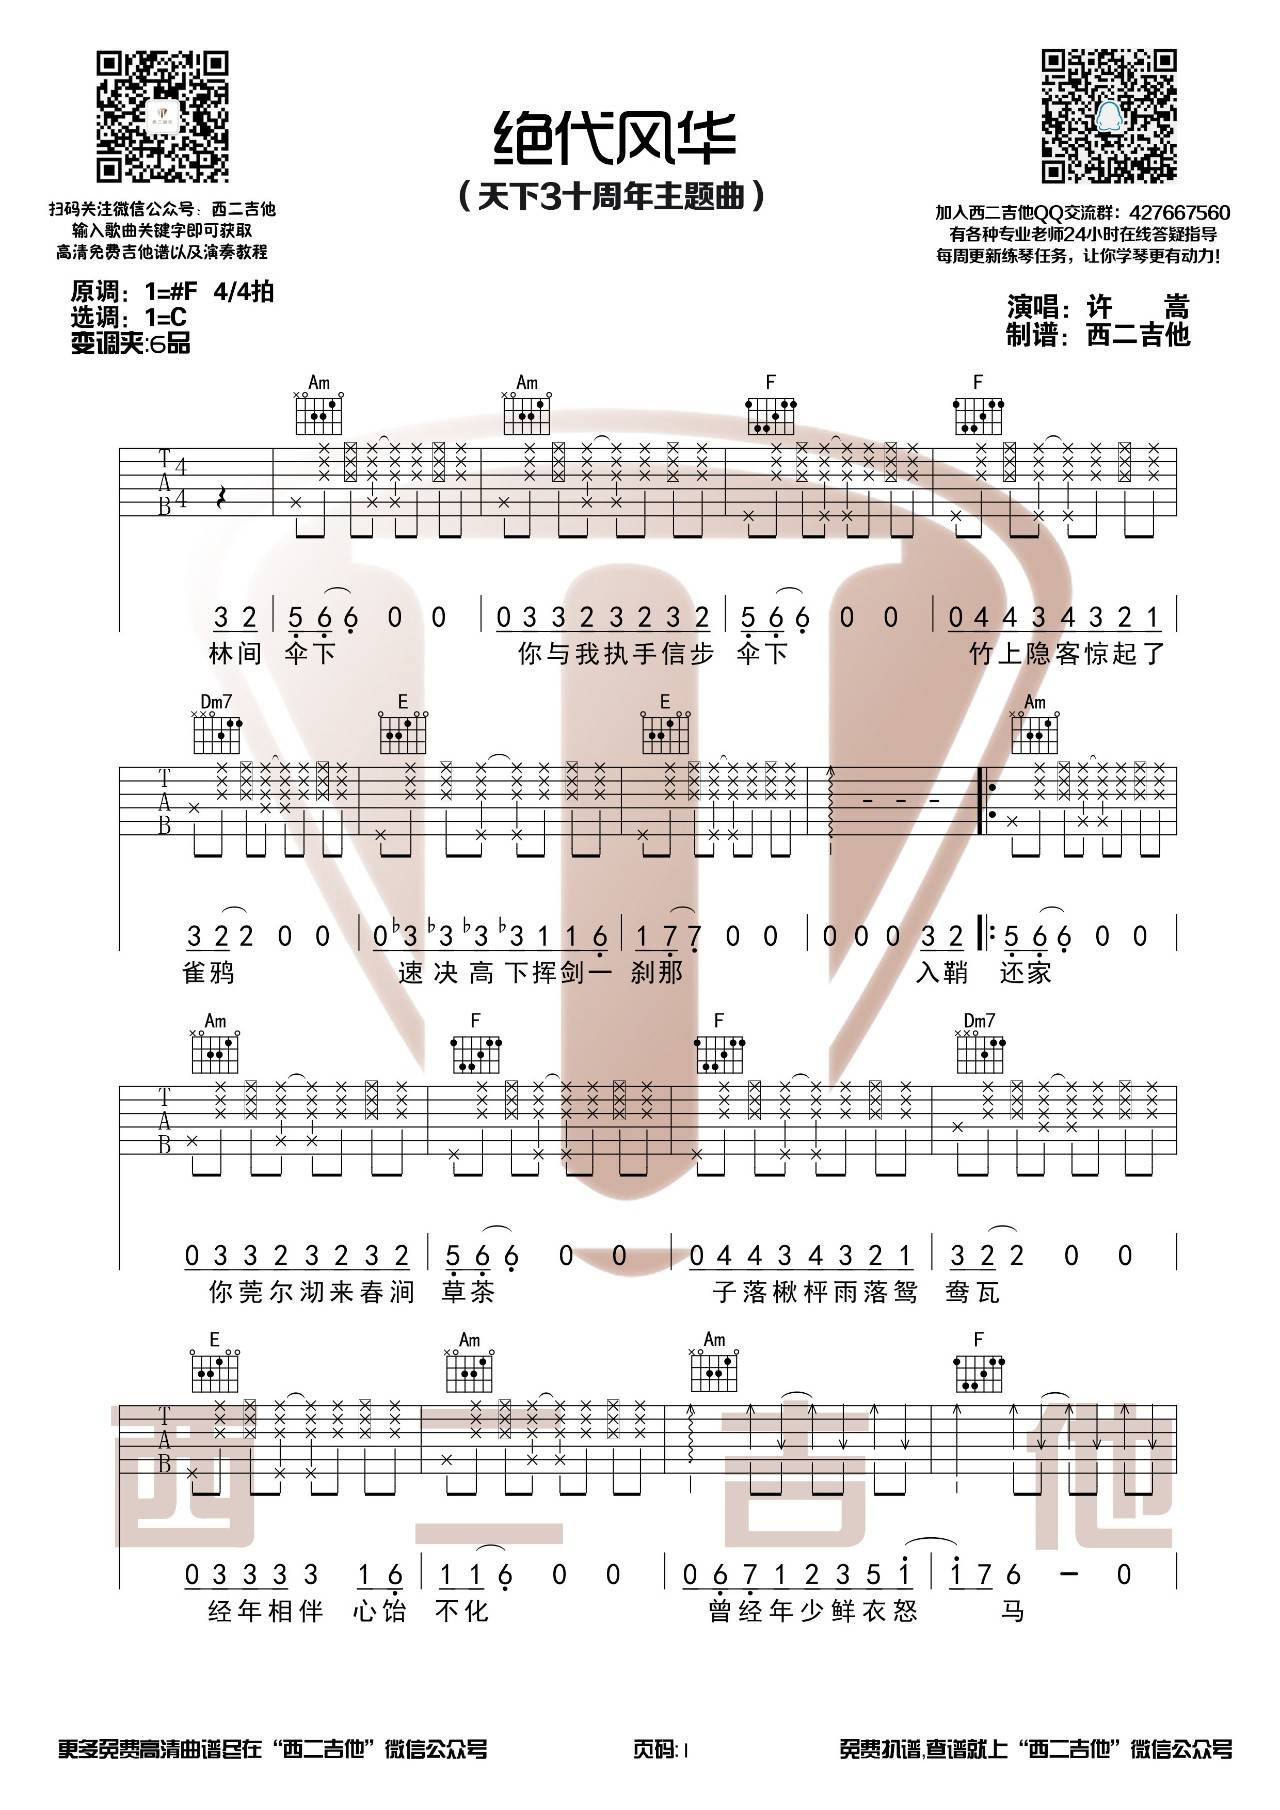 绝代风华
（天下3十周年主题曲）
扫码关注微信公众号：西二吉他
输入歌曲关键字即可获取
高清免费吉他谱以及演奏教程
加入西二吉他QQ交流群：427667560
有各种专业老师24小时在线答疑指导
每周更新练琴任务，让你学琴更有动力！
原调：1=#F 4/4拍
选调：1=C
变调夹:6品
演唱：许 嵩
制谱：西二吉他
Am Am F F
T A B 4 4
3 2 5 6 6 0 0 0 3 3 2 3 2 3 2 5 6 6 0 0 0 4 4 3 4 3 2 1
林间 伞下 你与我执手信步 伞下 竹上隐客惊起了
Dm7 E E Am
T A B
3 2 2 0 0 0 ♭3 ♭3 ♭3 ♭3 1 1 6 1 7 7 0 0 0 0 0 3 2 5 6 6 0 0
雀鸦 速决高下挥剑一 刹那 入鞘 还家
Am F F Dm7
T A B
0 3 3 2 3 2 3 2 5 6 6 0 0 0 4 4 3 4 3 2 1 3 2 2 0 0
你莞尔沏来春涧 草茶 子落楸枰雨落鸳 鸯瓦
E Am Am F
T A B
西二吉他
0 3 3 3 3 3 1 6 1 1 6 0 0 0 6 7 1 2 3 5 1 1 7 6 – 0
经年相伴 心饴 不化 曾经年少鲜衣怒 马
更多免费高清曲谱尽在“西二吉他”微信公众号 页码:1 免费扒谱,查谱就上“西二吉他”微信公众号